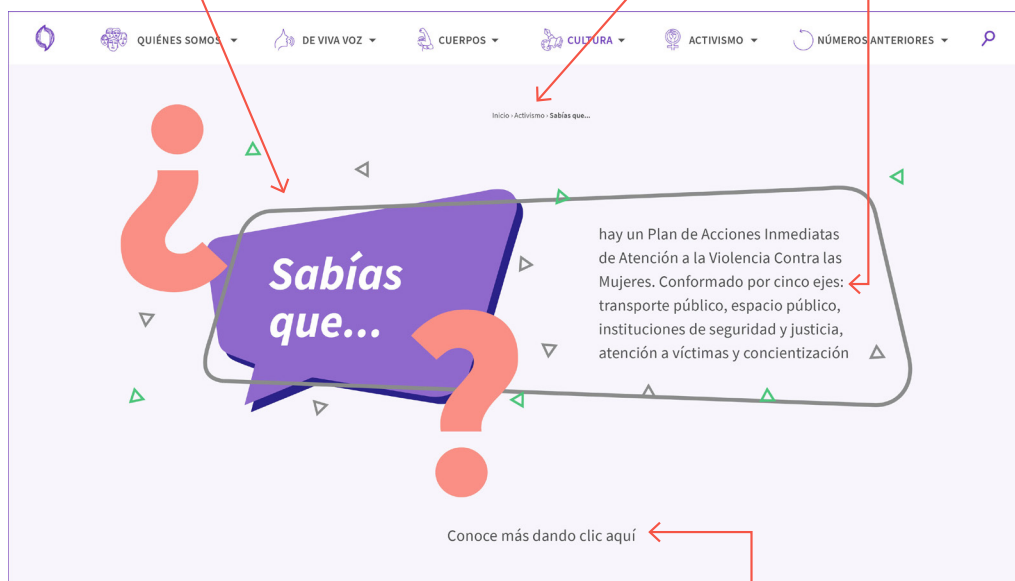 QUIÉNES SOMOS
DE VIVA VOZ
CUERPOS
CULTURA
ACTIVISMO
NÚMEROS ANTERIORES
Inicio › Activismo › Sabías que...
¿
Sabías
que...
?
hay un Plan de Acciones Inmediatas
de Atención a la Violencia Contra las
Mujeres. Conformado por cinco ejes:
transporte público, espacio público,
instituciones de seguridad y justicia,
atención a víctimas y concientización
Conoce más dando clic aquí